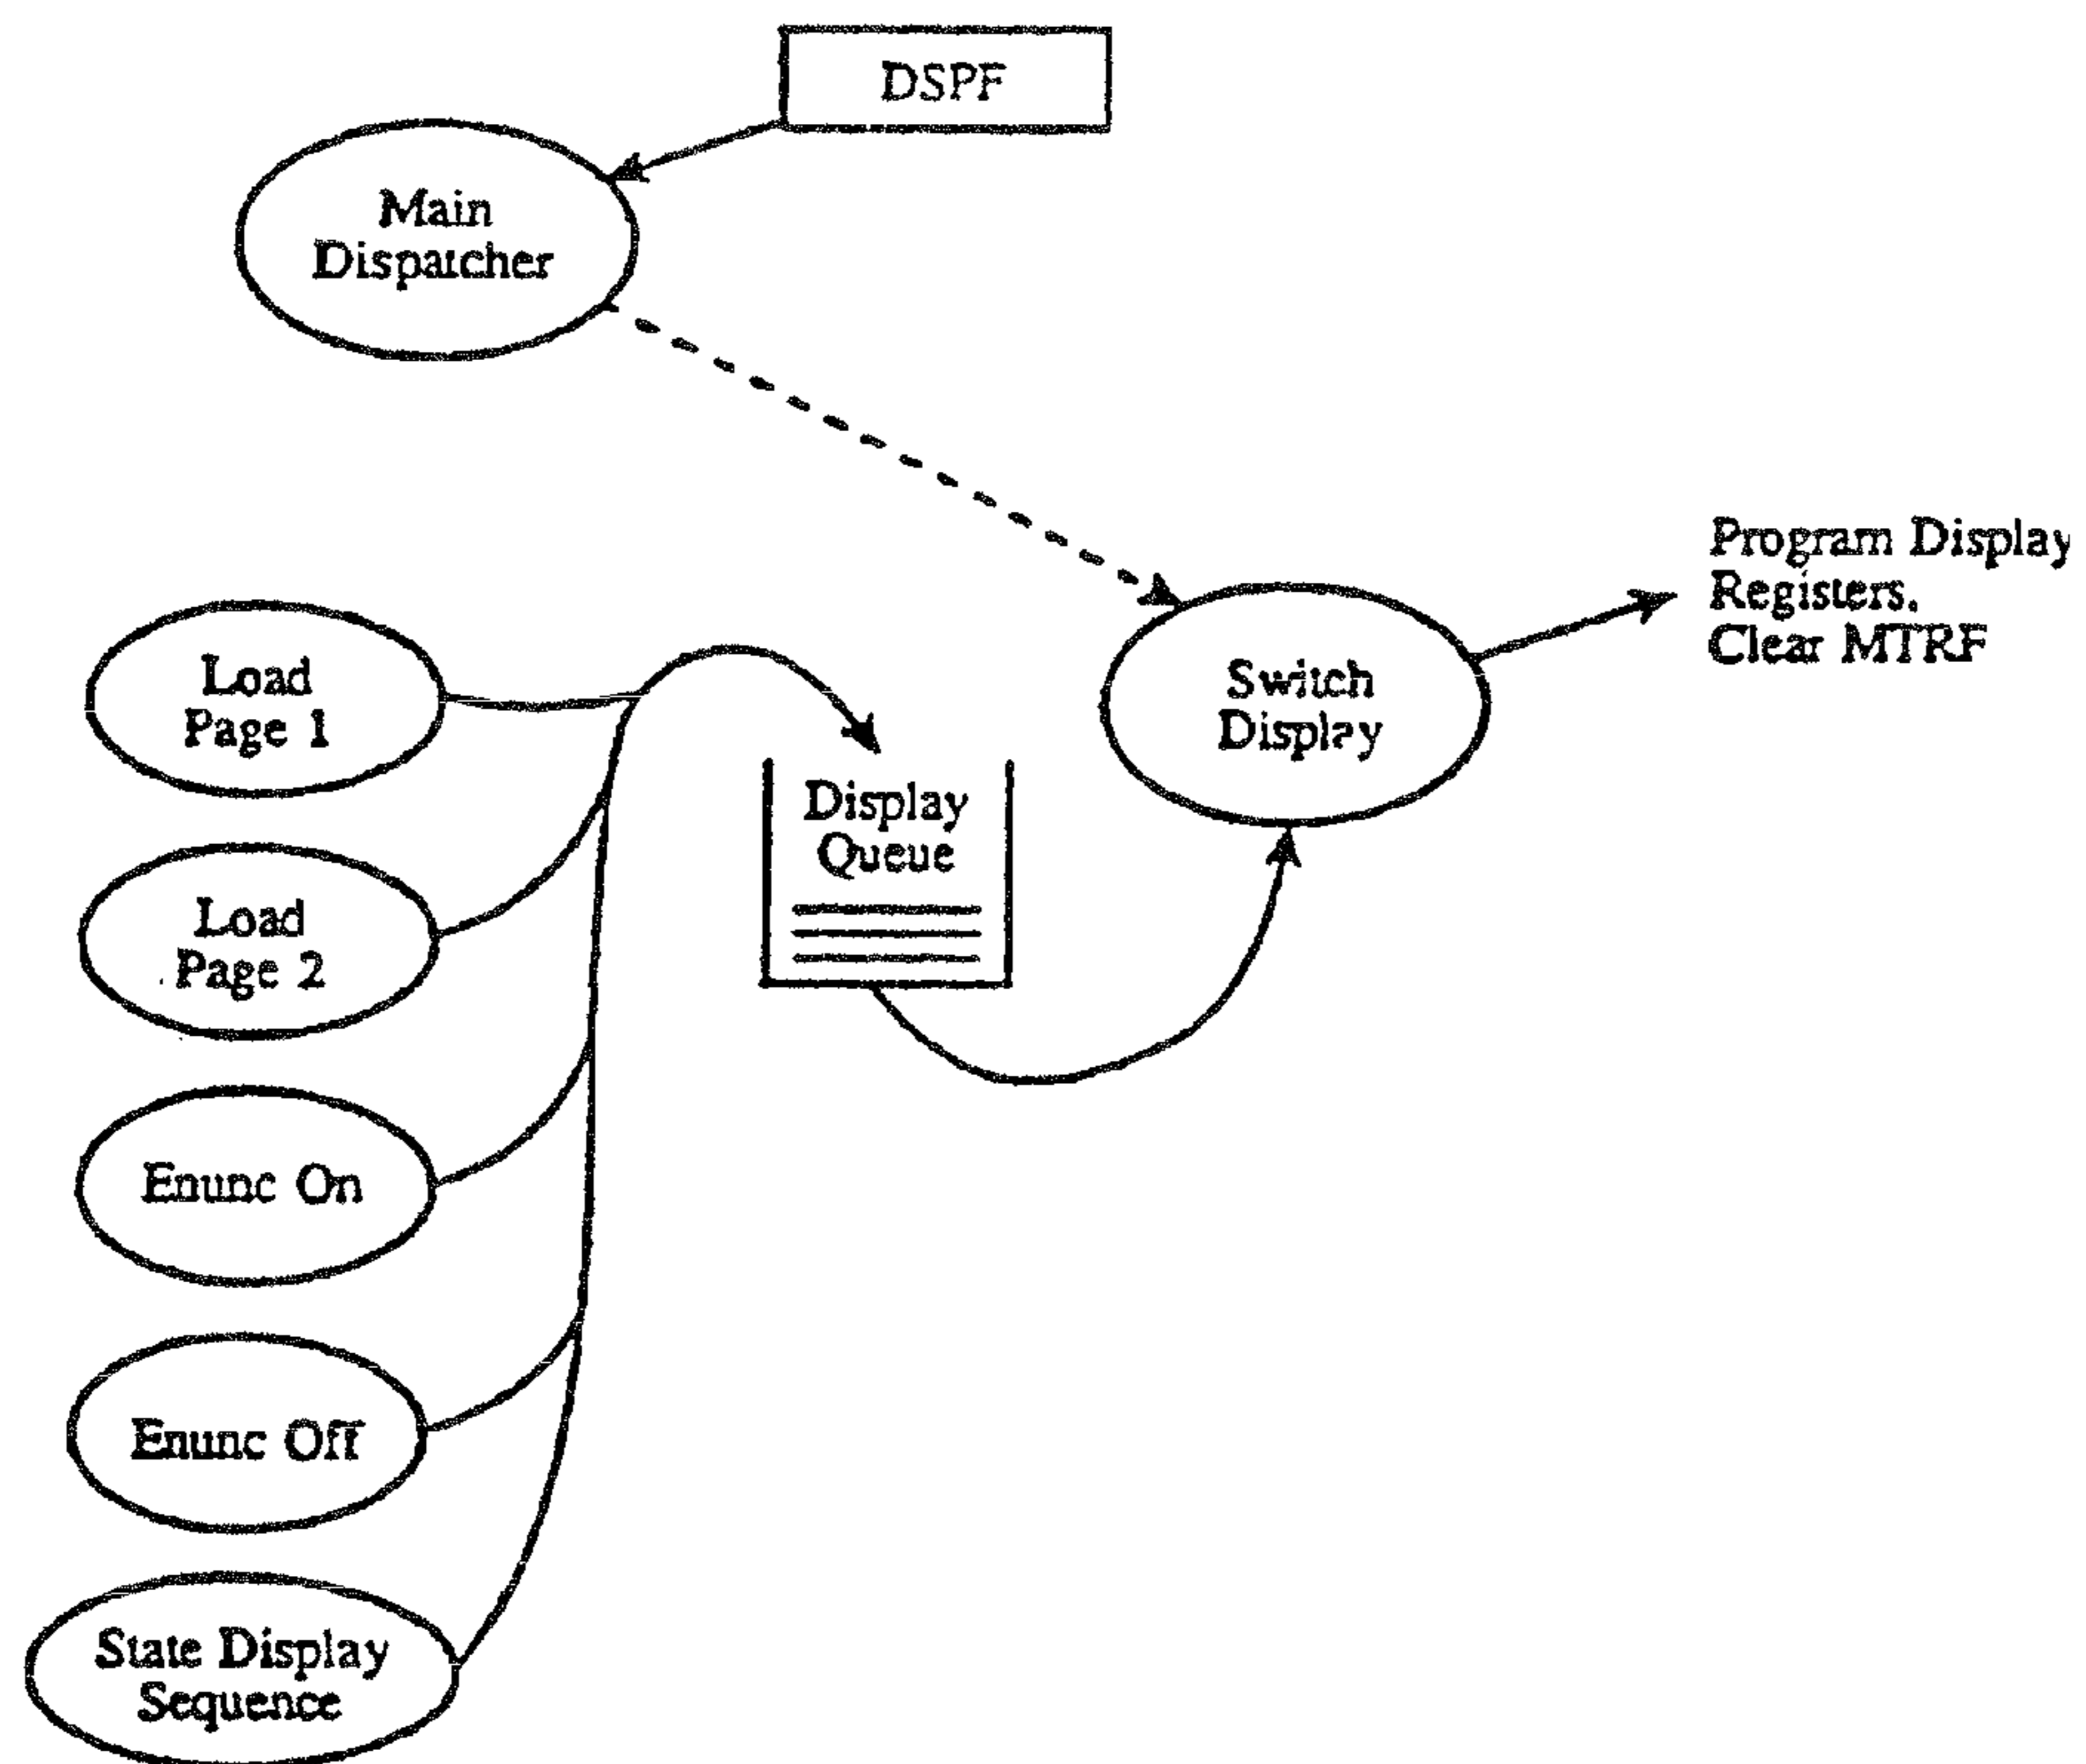 DSPF
Main
Dispatcher
Program Display
Registers.
Clear MTRF
Load
Page 1
Switch
Display
Display
Queue
Load
Page 2
Enunc On
Enunc Off
State Display
Sequence